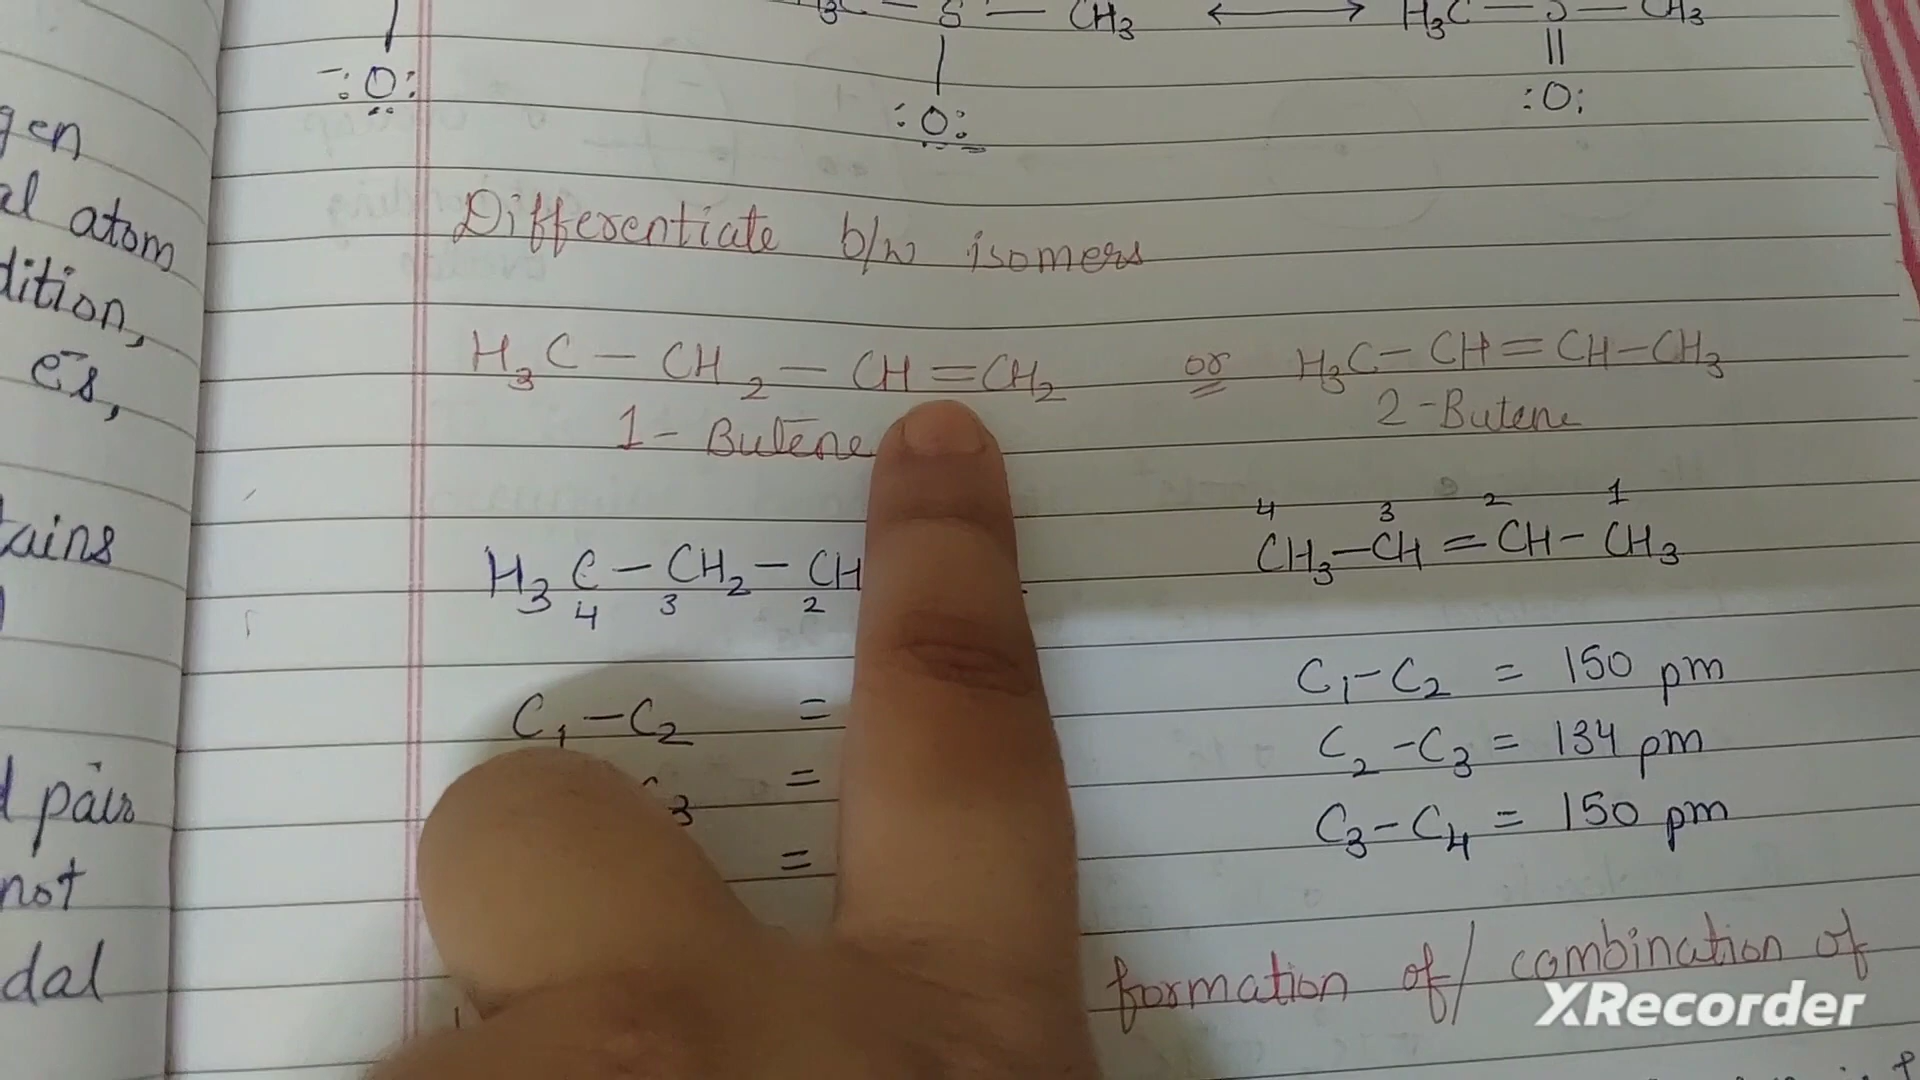 H₃C — S — CH₃ ⟷ H₃C — S — CH₃
–:O: :O: :O:
gen
al atom
dition,
es,
tains
d pair
not
dal
Differentiate b/w isomers
H₃C — CH₂ — CH = CH₂ or H₃C — CH = CH — CH₃
1 - Butene 2 - Butene
4 3 2 1
H₃C — CH₂ — CH CH₃ — CH = CH — CH₃
4 3 2
C₁ — C₂ = C₁ — C₂ = 150 pm
3 = C₂ — C₃ = 134 pm
= C₃ — C₄ = 150 pm
formation of / combination of
XRecorder